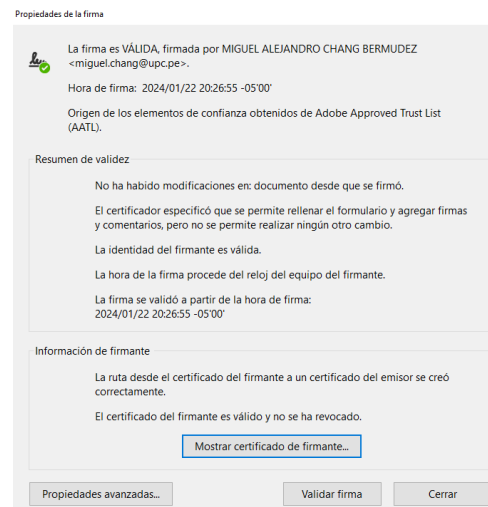 Propiedades de la firma
La firma es VÁLIDA, firmada por MIGUEL ALEJANDRO CHANG BERMUDEZ
<miguel.chang@upc.pe>.
Hora de firma:  2024/01/22 20:26:55 -05'00'
Origen de los elementos de confianza obtenidos de Adobe Approved Trust List
(AATL).
Resumen de validez
No ha habido modificaciones en: documento desde que se firmó.
El certificador especificó que se permite rellenar el formulario y agregar firmas
y comentarios, pero no se permite realizar ningún otro cambio.
La identidad del firmante es válida.
La hora de la firma procede del reloj del equipo del firmante.
La firma se validó a partir de la hora de firma:
2024/01/22 20:26:55 -05'00'
Información de firmante
La ruta desde el certificado del firmante a un certificado del emisor se creó
correctamente.
El certificado del firmante es válido y no se ha revocado.
Mostrar certificado de firmante...
Propiedades avanzadas... Validar firma Cerrar